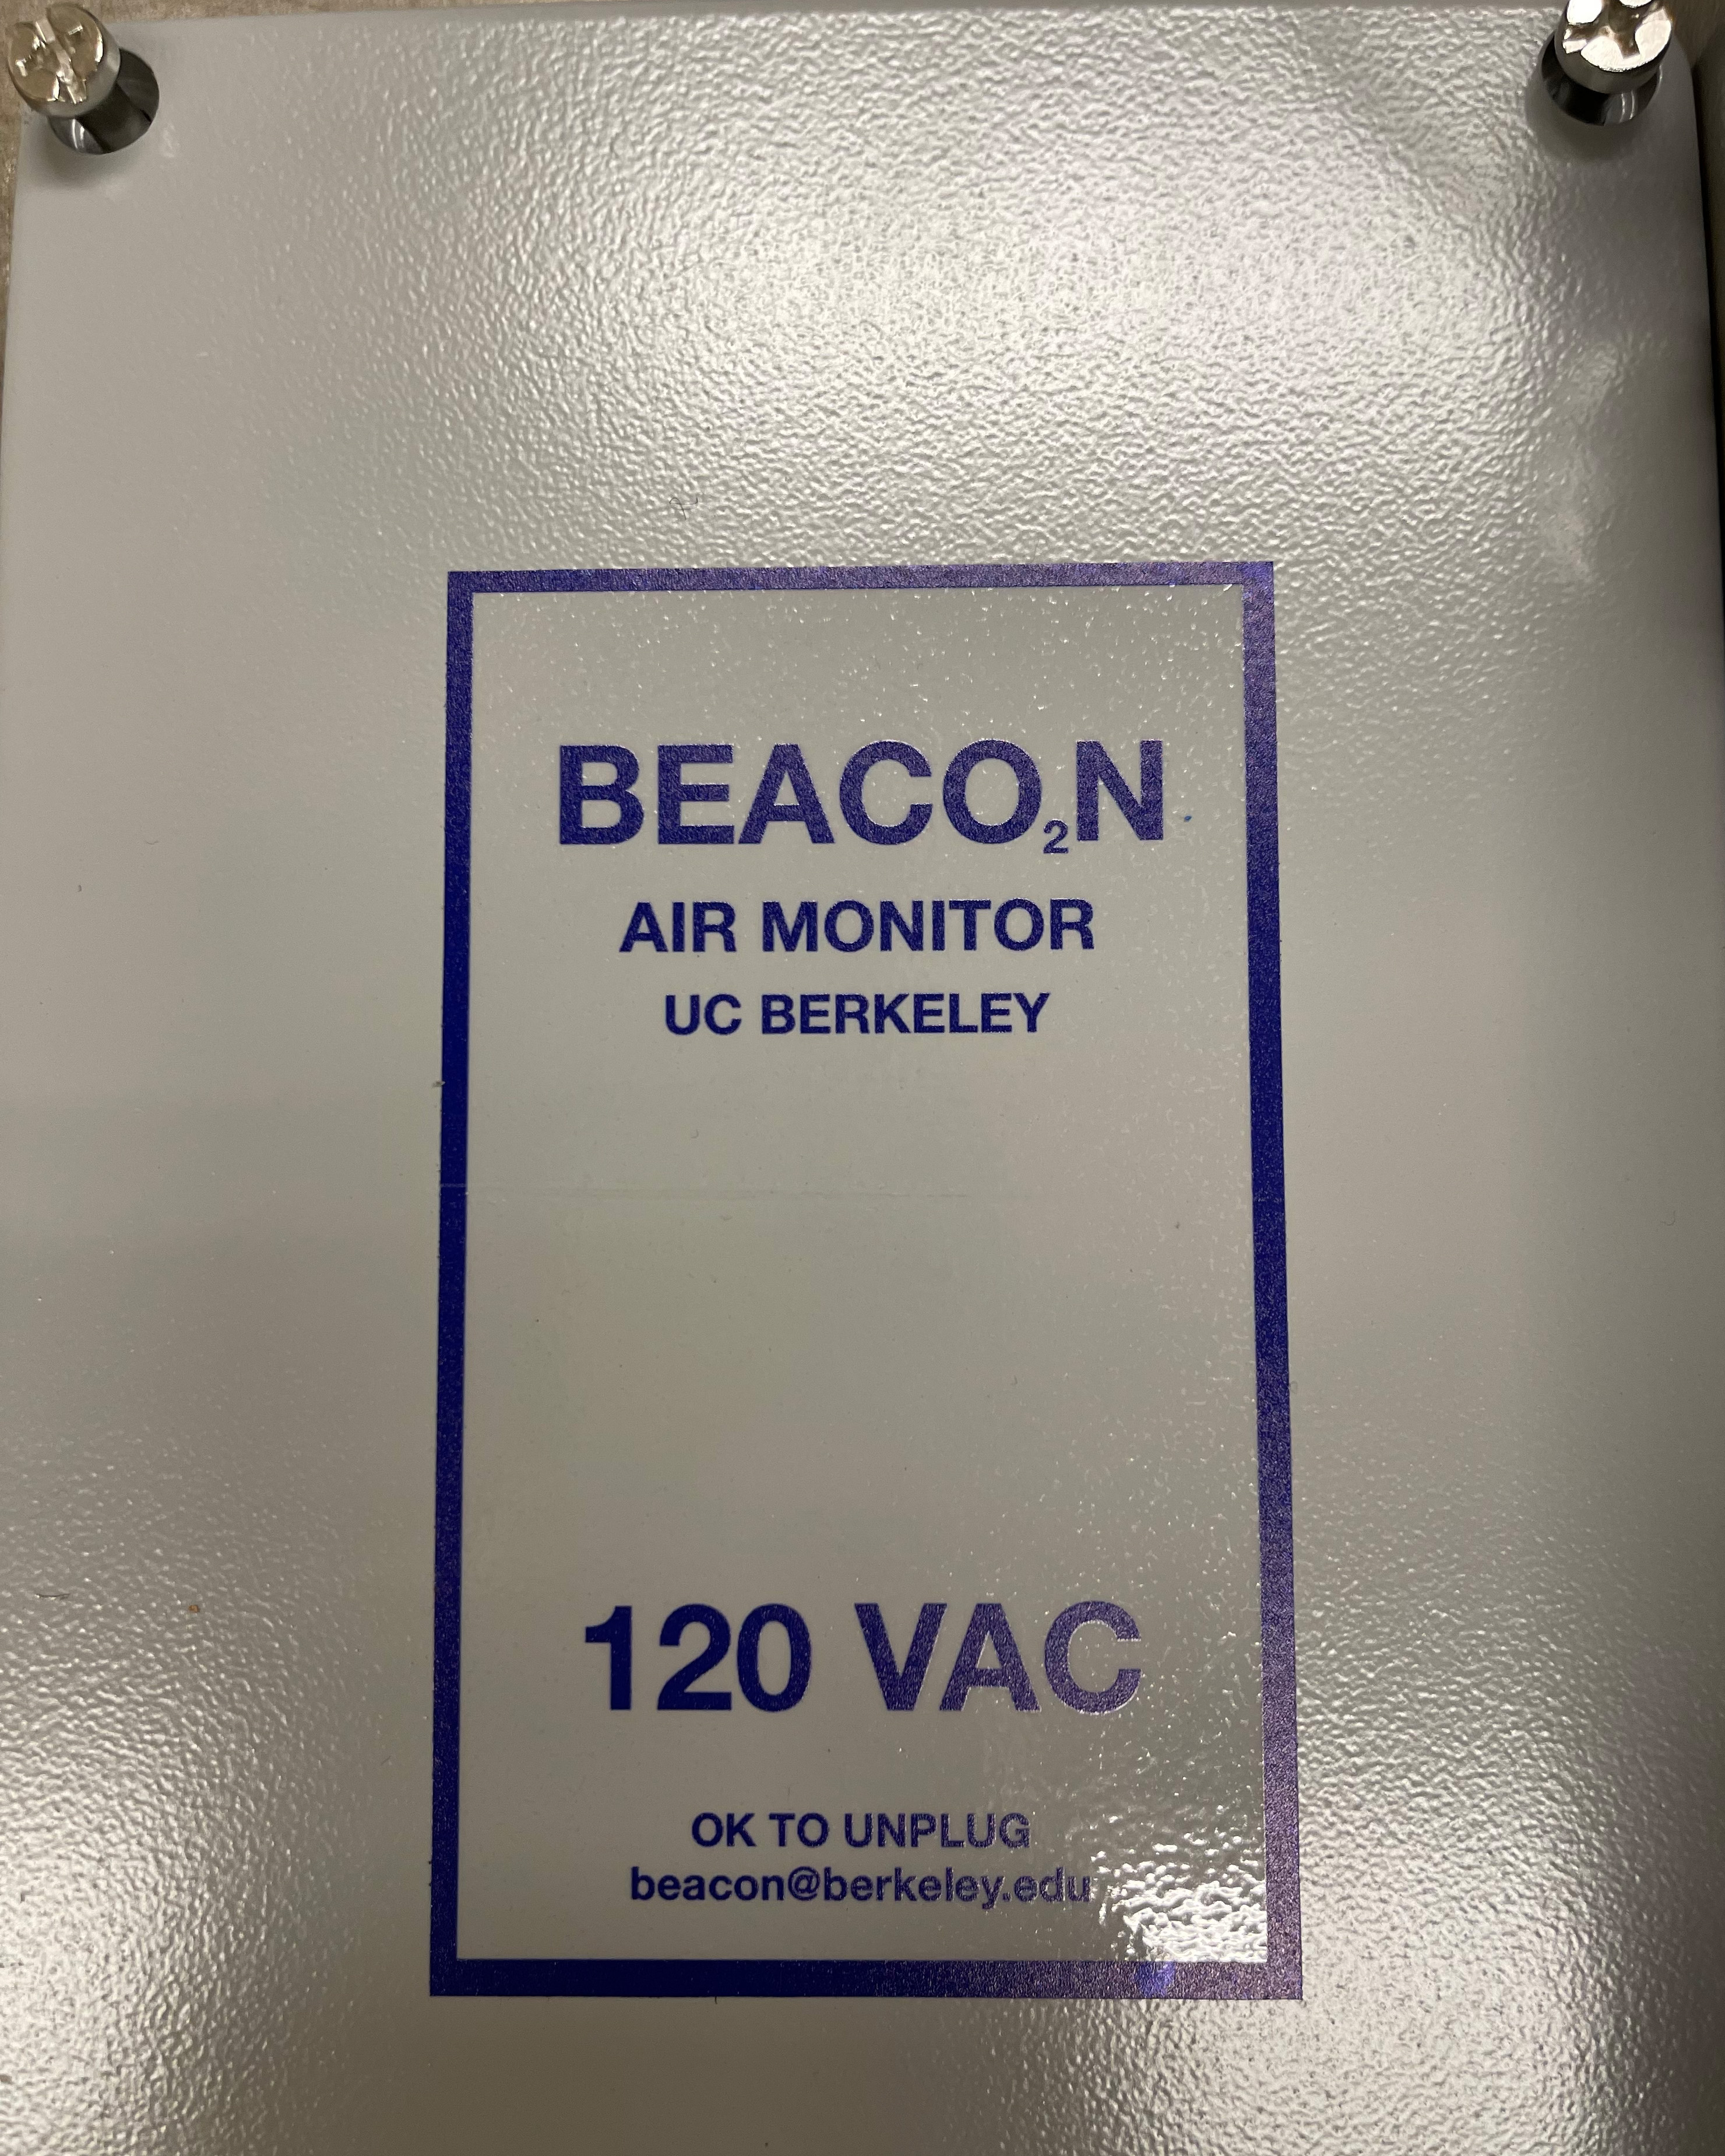 BEACO₂N
AIR MONITOR
UC BERKELEY
120 VAC
OK TO UNPLUG
beacon@berkeley.edu